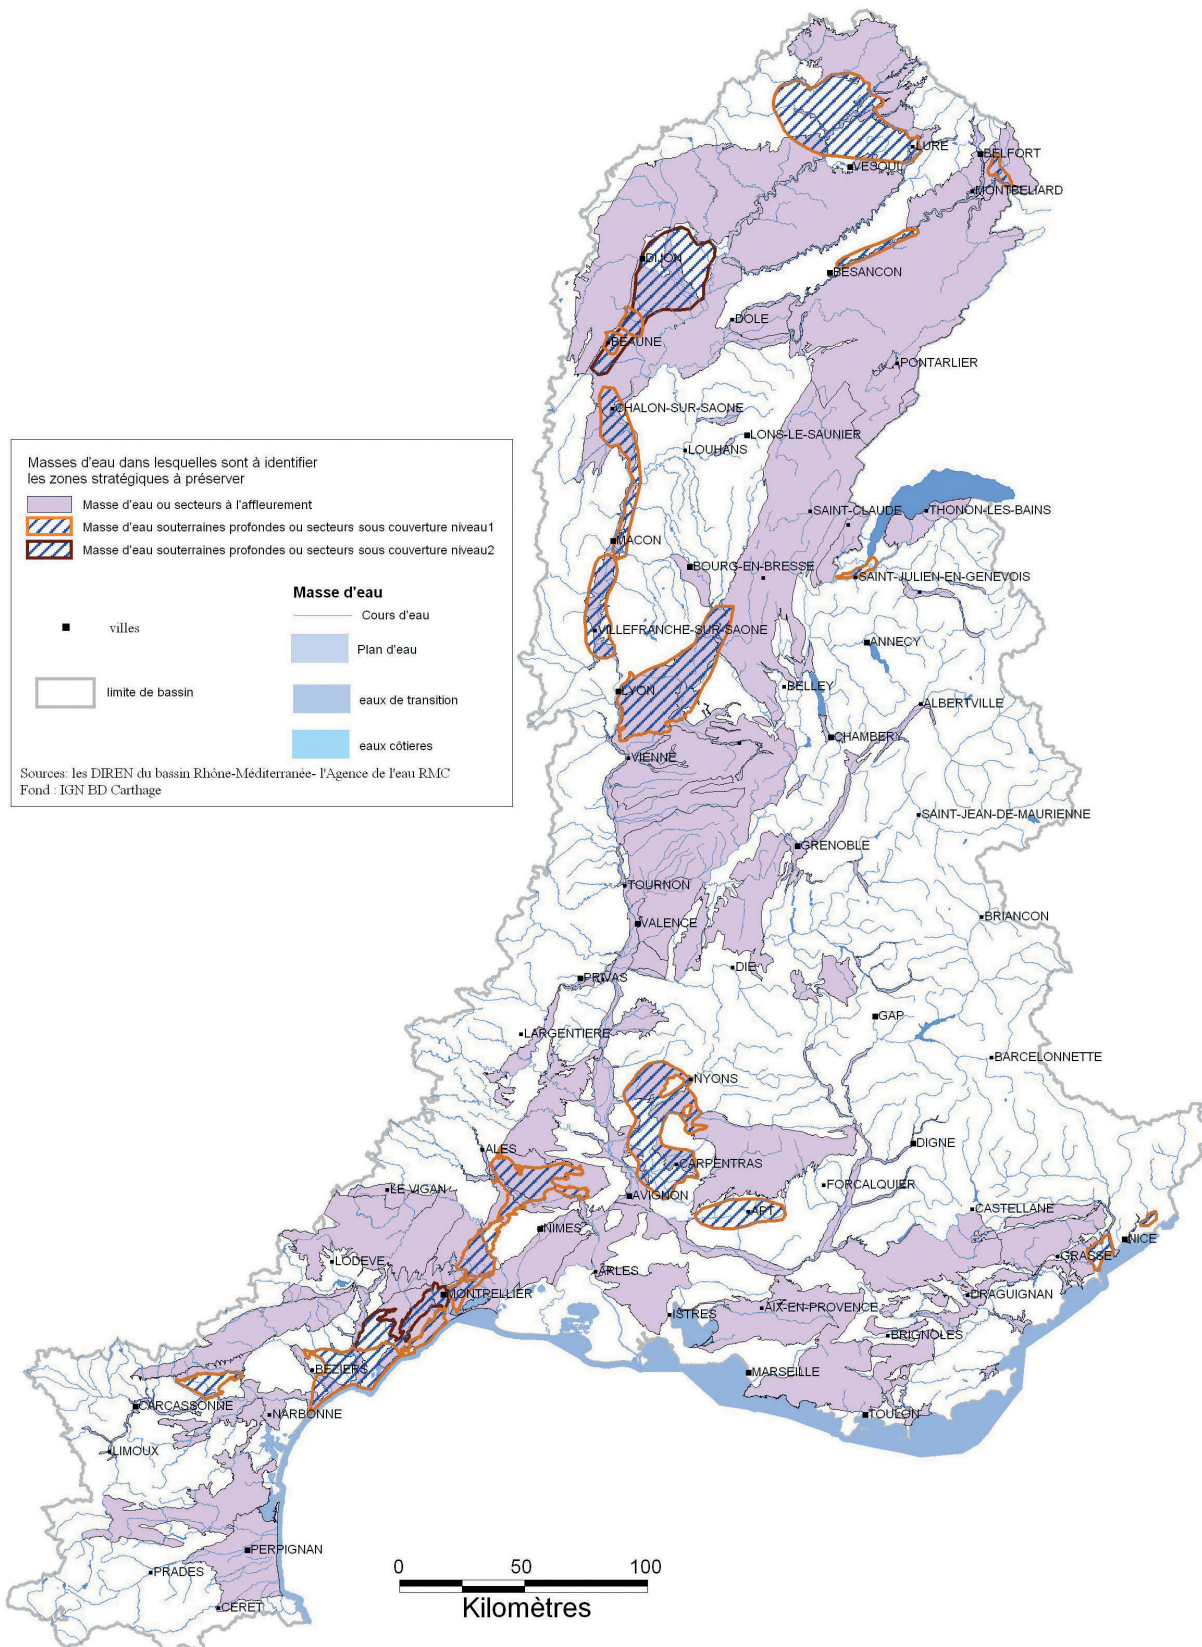 LURE
BELFORT
VESOUL
MONTBELIARD
DIJON
BESANCON
DOLE
BEAUNE
PONTARLIER
CHALON-SUR-SAONE
LONS-LE-SAUNIER
LOUHANS
Masses d'eau dans lesquelles sont à identifier
les zones stratégiques à préserver
Masse d'eau ou secteurs à l'affleurement
Masse d'eau souterraines profondes ou secteurs sous couverture niveau1
Masse d'eau souterraines profondes ou secteurs sous couverture niveau2
villes
limite de bassin
Masse d'eau
Cours d'eau
Plan d'eau
eaux de transition
eaux côtieres
Sources: les DIREN du bassin Rhône-Méditerranée- l'Agence de l'eau RMC
Fond : IGN BD Carthage
SAINT-CLAUDE
THONON-LES-BAINS
MACON
BOURG-EN-BRESSE
SAINT-JULIEN-EN-GENEVOIS
VILLEFRANCHE-SUR-SAONE
ANNECY
BELLEY
LYON
ALBERTVILLE
CHAMBERY
VIENNE
SAINT-JEAN-DE-MAURIENNE
GRENOBLE
TOURNON
BRIANCON
VALENCE
DIE
PRIVAS
GAP
LARGENTIERE
BARCELONNETTE
NYONS
DIGNE
ALES
CARPENTRAS
FORCALQUIER
LE VIGAN
AVIGNON
APT
CASTELLANE
NIMES
NICE
LODEVE
GRASSE
ARLES
MONTPELLIER
DRAGUIGNAN
ISTRES
AIX-EN-PROVENCE
BRIGNOLES
BEZIERS
MARSEILLE
CARCASSONNE
NARBONNE
TOULON
LIMOUX
PERPIGNAN
PRADES
CERET
0 50 100
Kilomètres